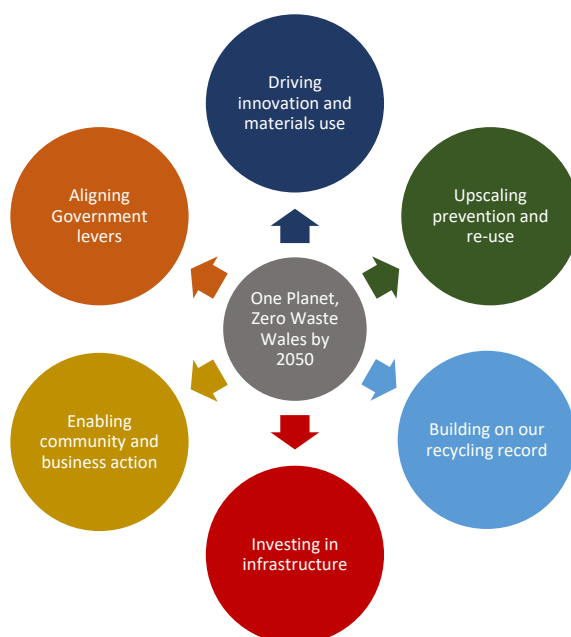 Driving
innovation and
materials use
Upscaling
prevention and
re-use
Building on our
recycling record
Investing in
infrastructure
Enabling
community and
business action
Aligning
Government
levers
One Planet,
Zero Waste
Wales by
2050